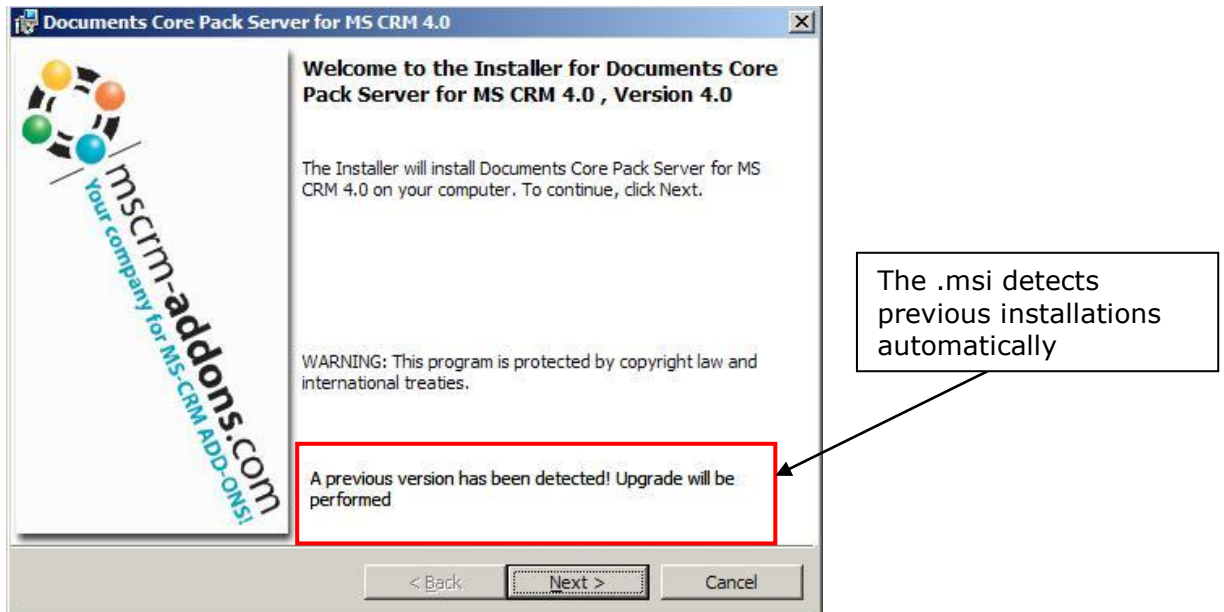 Documents Core Pack Server for MS CRM 4.0
Welcome to the Installer for Documents Core
Pack Server for MS CRM 4.0 , Version 4.0
The Installer will install Documents Core Pack Server for MS
CRM 4.0 on your computer. To continue, click Next.
mscrm-addons.com
Your company for MS-CRM ADD-ONS!
WARNING: This program is protected by copyright law and
international treaties.
A previous version has been detected! Upgrade will be
performed
< Back
Next >
Cancel
The .msi detects
previous installations
automatically